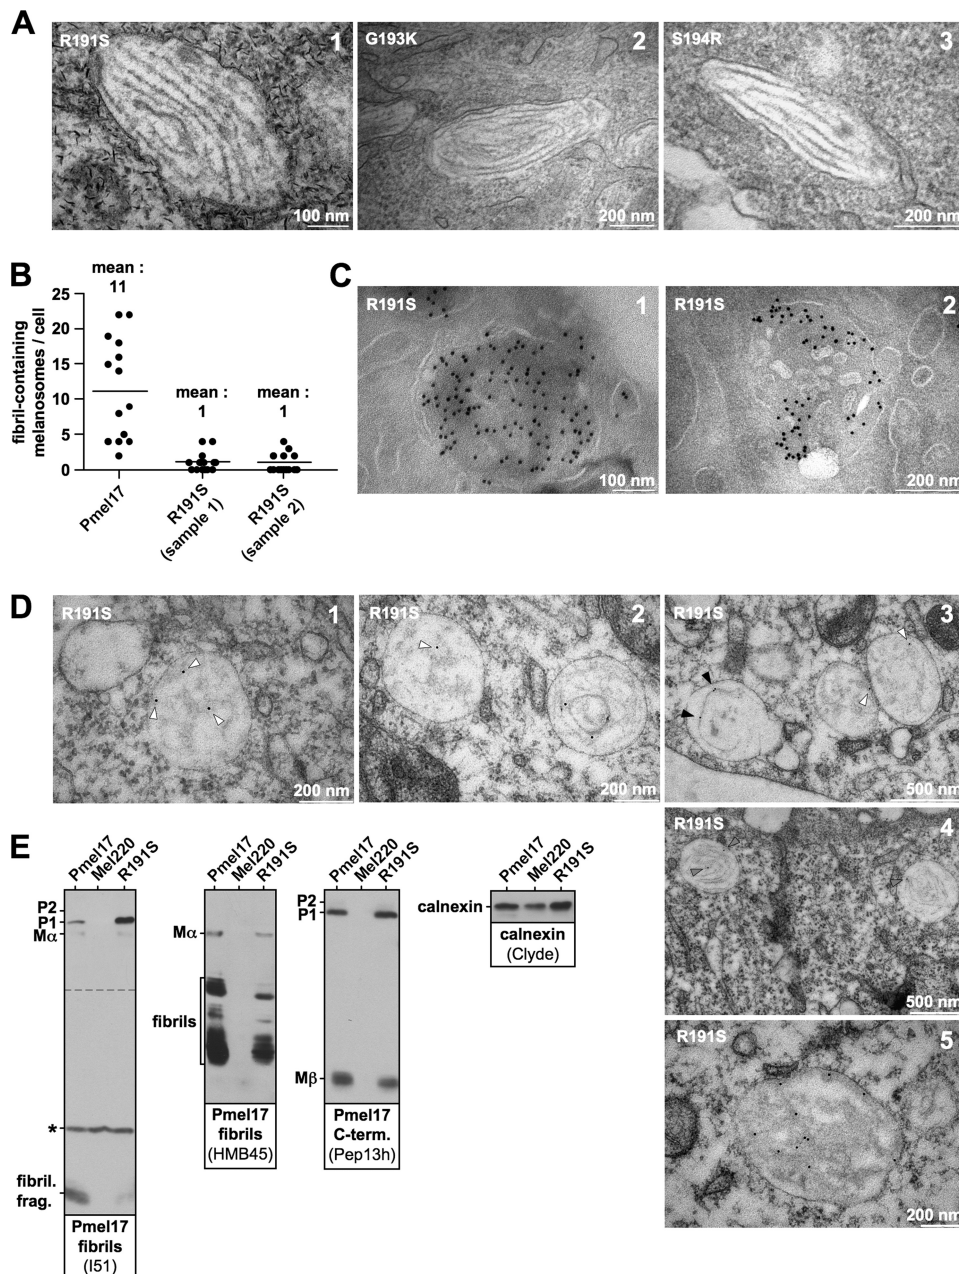 A
R191S
1
100 nm
G193K
2
200 nm
S194R
3
200 nm
B
fibril-containing
melanosomes / cell
25
20
15
10
5
0
mean :
11
mean :
1
mean :
1
Pmel17
R191S
(sample 1)
R191S
(sample 2)
C
R191S
1
100 nm
R191S
2
200 nm
D
R191S
1
200 nm
R191S
2
200 nm
R191S
3
500 nm
R191S
4
500 nm
R191S
5
200 nm
E
Pmel17
Mel220
R191S
P2
P1
Mα
*
fibril.
frag.
Pmel17
fibrils
(I51)
Pmel17
Mel220
R191S
Mα
fibrils
Pmel17
fibrils
(HMB45)
Pmel17
Mel220
R191S
P2
P1
Mβ
Pmel17
C-term.
(Pep13h)
Pmel17
Mel220
R191S
calnexin
calnexin
(Clyde)